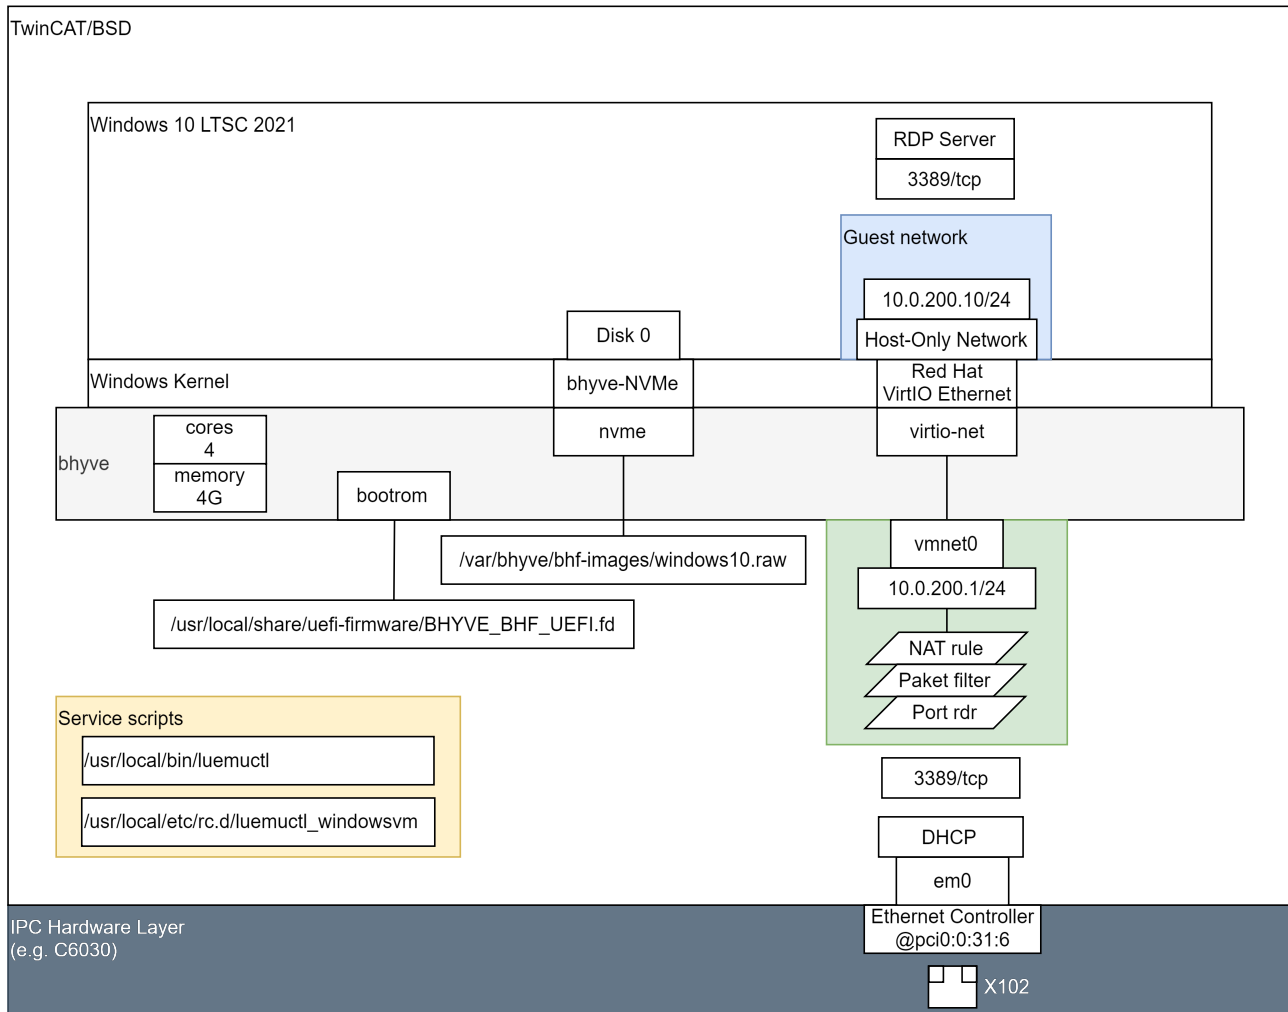 TwinCAT/BSD
Windows 10 LTSC 2021
RDP Server
3389/tcp
Guest network
10.0.200.10/24
Host-Only Network
Disk 0
Windows Kernel
bhyve-NVMe
Red Hat
VirtIO Ethernet
bhyve
cores
4
memory
4G
nvme
virtio-net
bootrom
vmnet0
/var/bhyve/bhf-images/windows10.raw
10.0.200.1/24
/usr/local/share/uefi-firmware/BHYVE_BHF_UEFI.fd
NAT rule
Paket filter
Port rdr
Service scripts
/usr/local/bin/luemuctl
/usr/local/etc/rc.d/luemuctl_windowsvm
3389/tcp
DHCP
em0
IPC Hardware Layer
(e.g. C6030)
Ethernet Controller
@pci0:0:31:6
X102